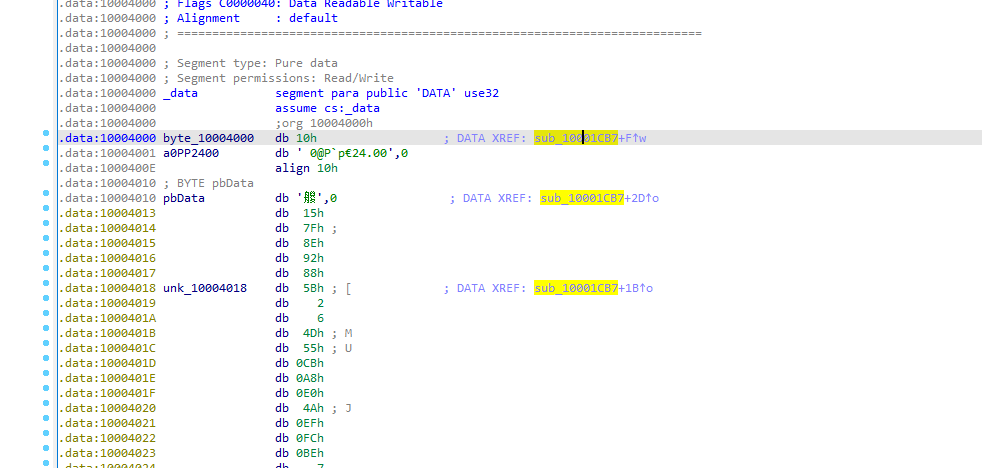 .data:10004000 ; Flags C0000040: Data Readable Writable
.data:10004000 ; Alignment     : default
.data:10004000 ; ===========================================================================
.data:10004000
.data:10004000 ; Segment type: Pure data
.data:10004000 ; Segment permissions: Read/Write
.data:10004000 _data           segment para public 'DATA' use32
.data:10004000                 assume cs:_data
.data:10004000                 ;org 10004000h
.data:10004000 byte_10004000   db 10h                  ; DATA XREF: sub_10001CB7+F↑w
.data:10004001 a0PP2400        db ' 0@P`p€24.00',0
.data:1000400E                 align 10h
.data:10004010 ; BYTE pbData
.data:10004010 pbData          db '',0                  ; DATA XREF: sub_10001CB7+2D↑o
.data:10004013                 db  15h
.data:10004014                 db  7Fh ;
.data:10004015                 db  8Eh
.data:10004016                 db  92h
.data:10004017                 db  88h
.data:10004018 unk_10004018    db  5Bh ; [              ; DATA XREF: sub_10001CB7+1B↑o
.data:10004019                 db    2
.data:1000401A                 db    6
.data:1000401B                 db  4Dh ; M
.data:1000401C                 db  55h ; U
.data:1000401D                 db 0CBh
.data:1000401E                 db 0A8h
.data:1000401F                 db 0E0h
.data:10004020                 db  4Ah ; J
.data:10004021                 db 0EFh
.data:10004022                 db 0FCh
.data:10004023                 db 0BEh
.data:10004024                 db    7